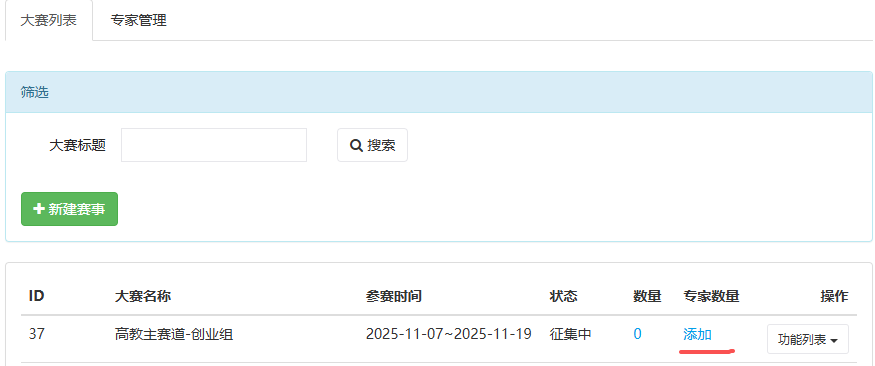 大赛列表 专家管理
筛选
大赛标题 搜索
新建赛事
ID 大赛名称 参赛时间 状态 数量 专家数量 操作
37 高教主赛道-创业组 2025-11-07~2025-11-19 征集中 0 添加 功能列表